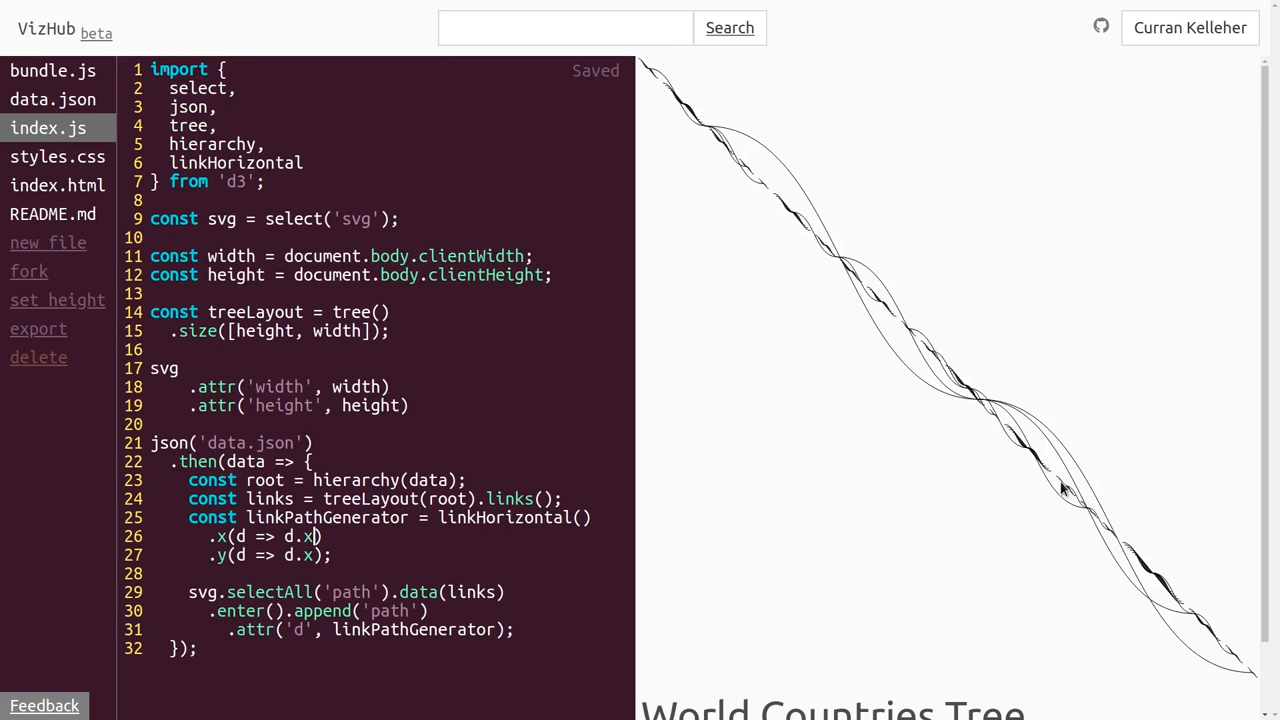 VizHub beta
Search
Curran Kelleher
bundle.js
data.json
index.js
styles.css
index.html
README.md
new file
fork
set height
export
delete
Feedback
Saved
1 import {
2   select,
3   json,
4   tree,
5   hierarchy,
6   linkHorizontal
7 } from 'd3';
8
9 const svg = select('svg');
10
11 const width = document.body.clientWidth;
12 const height = document.body.clientHeight;
13
14 const treeLayout = tree()
15   .size([height, width]);
16
17 svg
18     .attr('width', width)
19     .attr('height', height)
20
21 json('data.json')
22   .then(data => {
23     const root = hierarchy(data);
24     const links = treeLayout(root).links();
25     const linkPathGenerator = linkHorizontal()
26       .x(d => d.x)
27       .y(d => d.x);
28
29     svg.selectAll('path').data(links)
30       .enter().append('path')
31         .attr('d', linkPathGenerator);
32   });
World Countries Tree